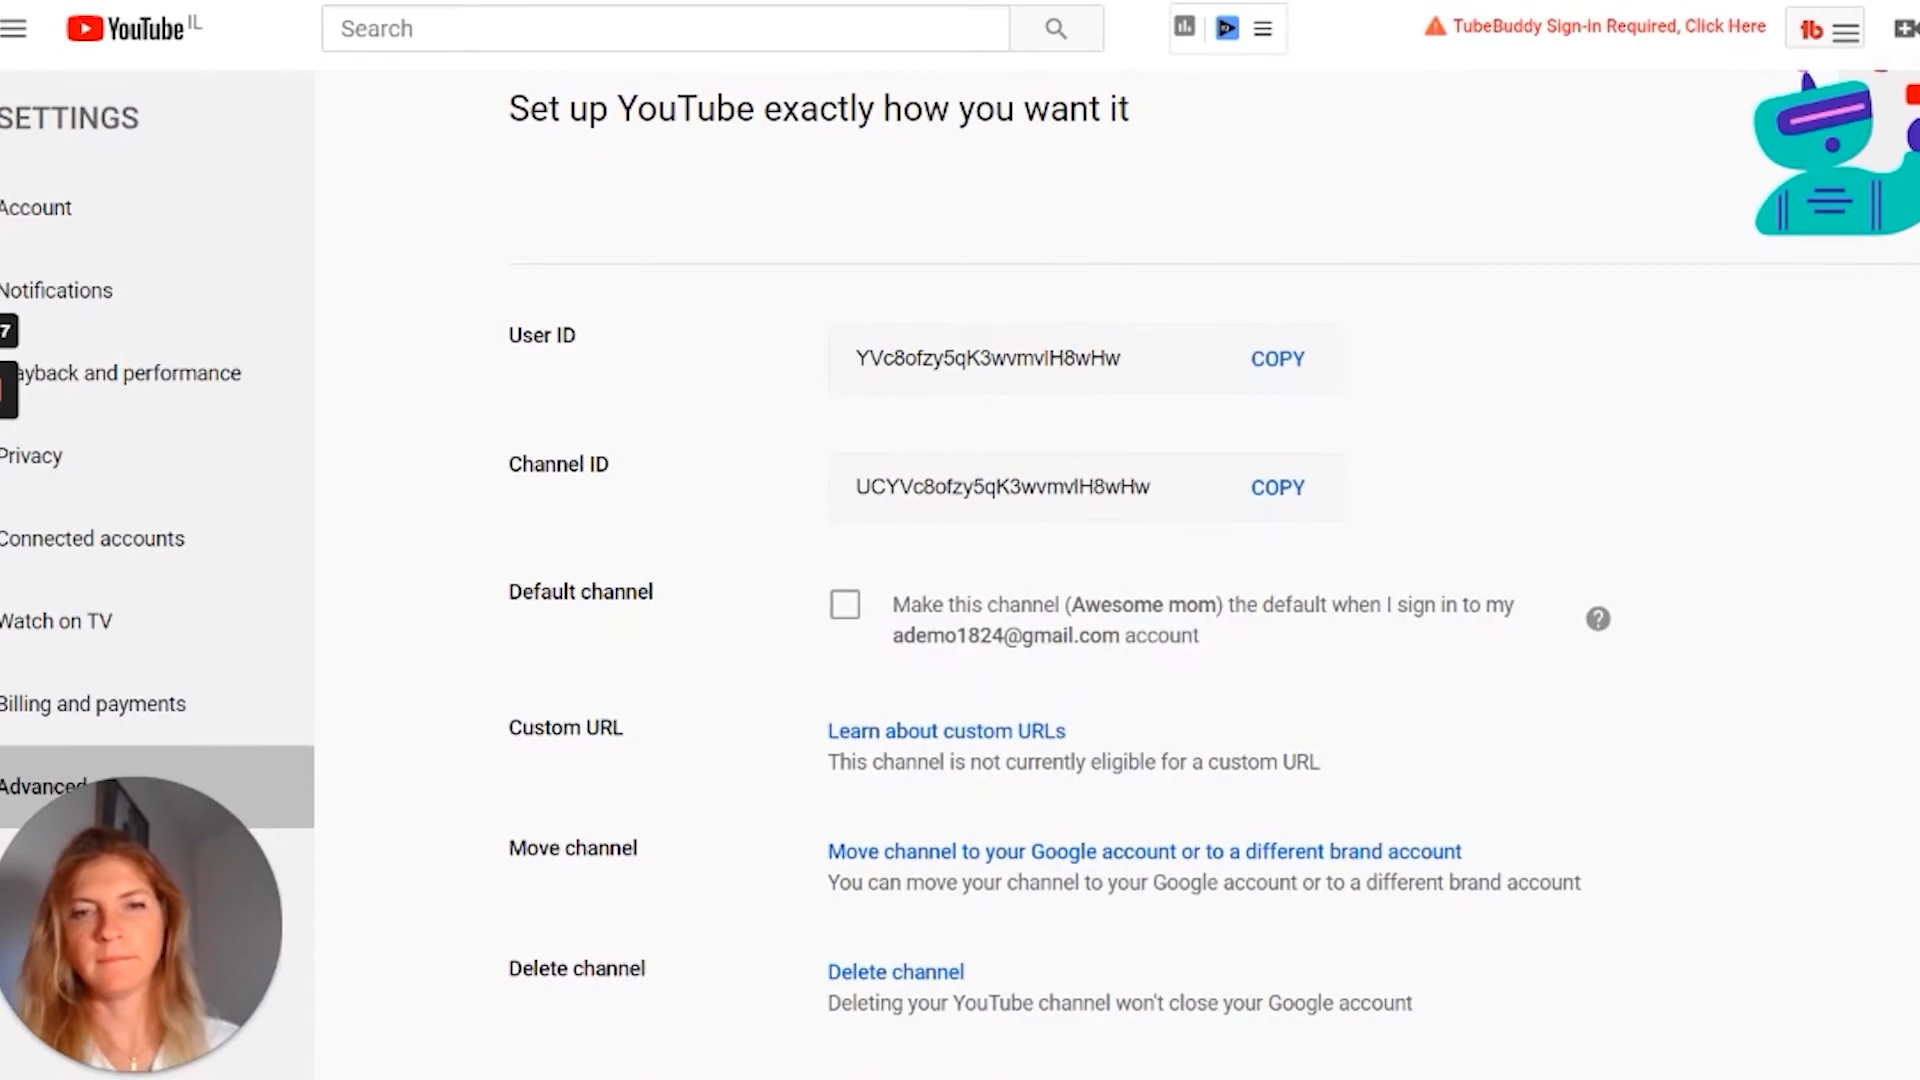 YouTube IL
Search
TubeBuddy Sign-in Required, Click Here
tb
SETTINGS
Set up YouTube exactly how you want it
Account
Notifications
7
ayback and performance
Privacy
Connected accounts
Watch on TV
Billing and payments
Advanced
User ID
YVc8ofzy5qK3wvmvIH8wHw
COPY
Channel ID
UCYVc8ofzy5qK3wvmvIH8wHw
COPY
Default channel
Make this channel (Awesome mom) the default when I sign in to my
ademo1824@gmail.com account
?
Custom URL
Learn about custom URLs
This channel is not currently eligible for a custom URL
Move channel
Move channel to your Google account or to a different brand account
You can move your channel to your Google account or to a different brand account
Delete channel
Delete channel
Deleting your YouTube channel won't close your Google account